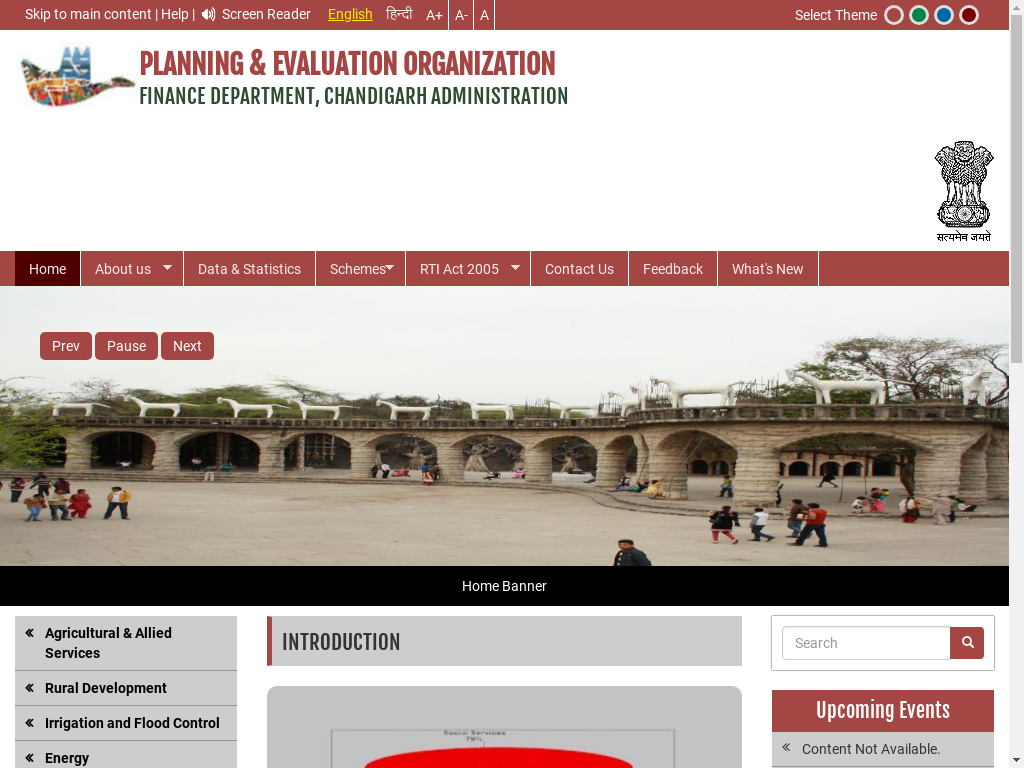 Skip to main content | Help | Screen Reader English हिन्दी A+ A- A Select Theme
PLANNING & EVALUATION ORGANIZATION
FINANCE DEPARTMENT, CHANDIGARH ADMINISTRATION
सत्यमेव जयते
Home About us Data & Statistics Schemes RTI Act 2005 Contact Us Feedback What's New
Prev Pause Next
Home Banner
Agricultural & Allied
Services
Rural Development
Irrigation and Flood Control
Energy
INTRODUCTION
Social Services
79%
Search
Upcoming Events
Content Not Available.